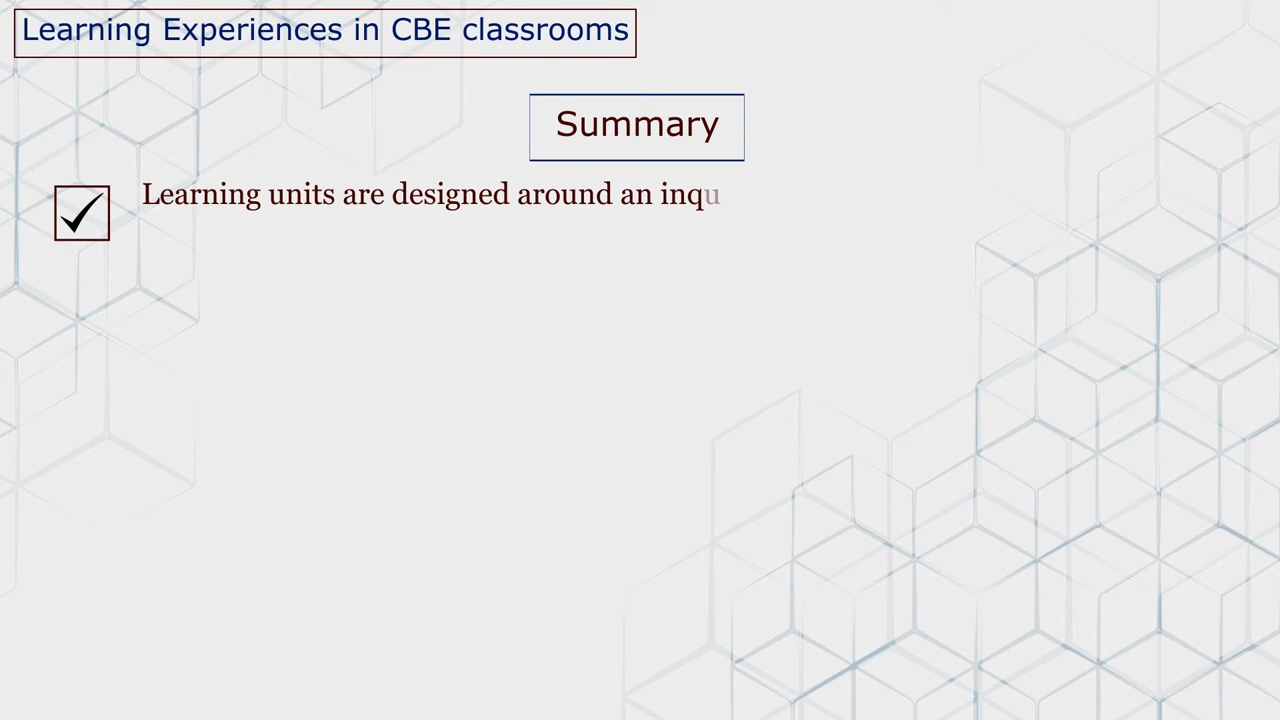 Learning Experiences in CBE classrooms
Summary
Learning units are designed around an inqu